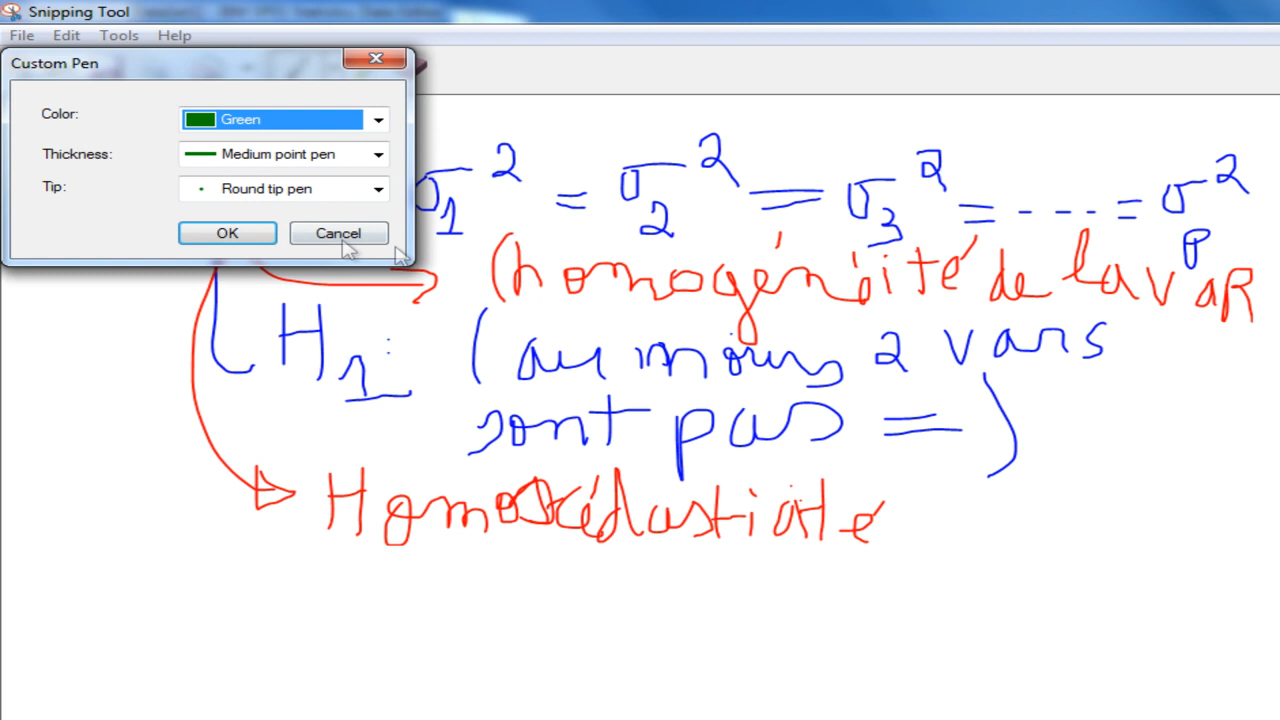 Snipping Tool
File Edit Tools Help
Custom Pen
Color: Green
Thickness: Medium point pen
Tip: Round tip pen
OK Cancel
σ₁² = σ₂² = σ₃² = - - - - = σ²p
(homogénéité de la vaR
H1: (au moins 2 vars
sont pas = )
Homoscédasticité